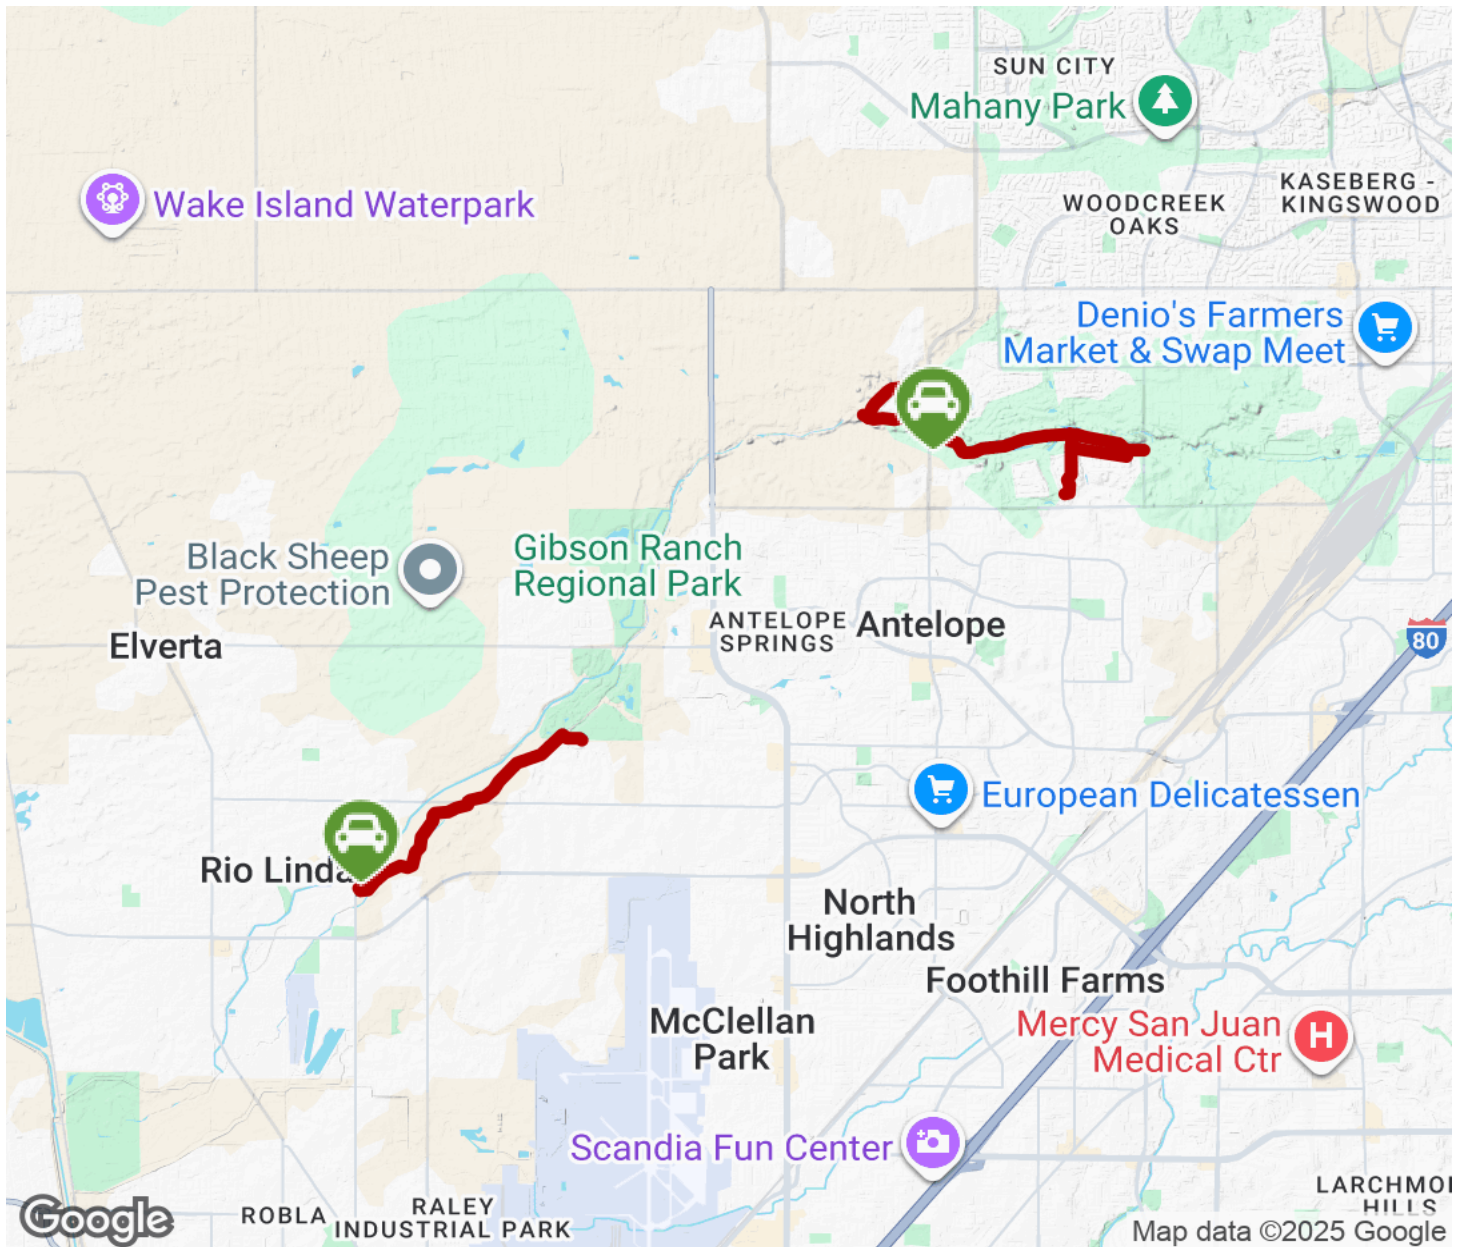 SUN CITY
Mahany Park
KASEBERG -
KINGSWOOD
Wake Island Waterpark
WOODCREEK
OAKS
Denio's Farmers
Market & Swap Meet
Black Sheep
Pest Protection
Gibson Ranch
Regional Park
ANTELOPE
SPRINGS
Antelope
80
Elverta
European Delicatessen
Rio Linda
North
Highlands
Foothill Farms
McClellan
Park
Mercy San Juan
Medical Ctr
H
Scandia Fun Center
LARCHMO
HILLS
RALEY
INDUSTRIAL PARK
ROBLA
Google
Map data ©2025 Google